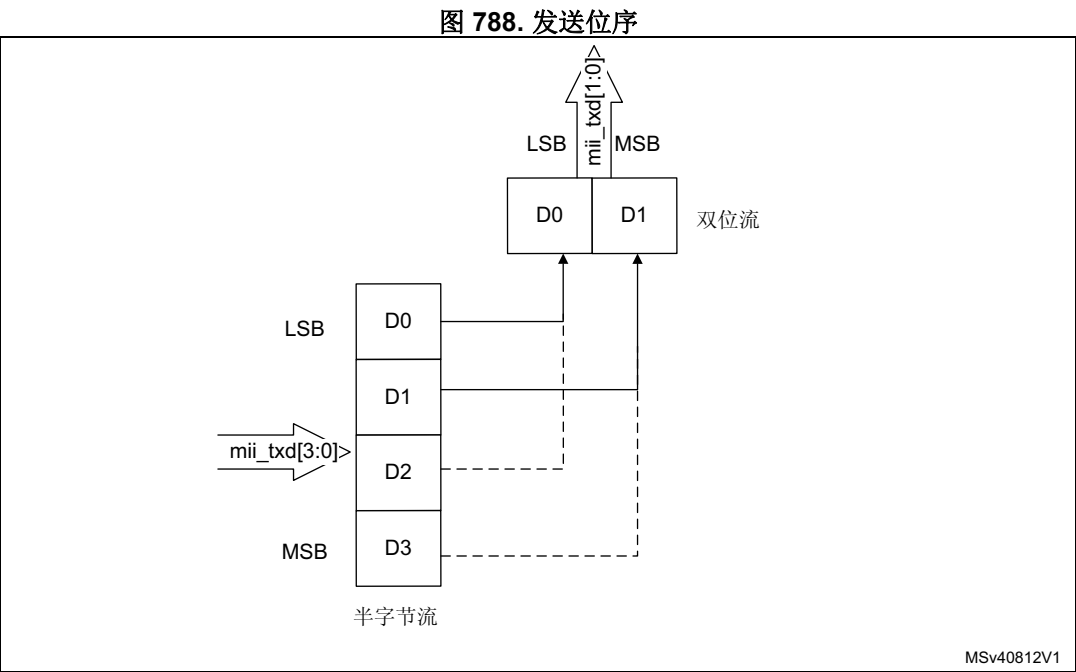 图 788. 发送位序
mii_txd[1:0]>
LSB
MSB
D0
D1
双位流
LSB
D0
D1
mii_txd[3:0]>
D2
MSB
D3
半字节流
MSv40812V1